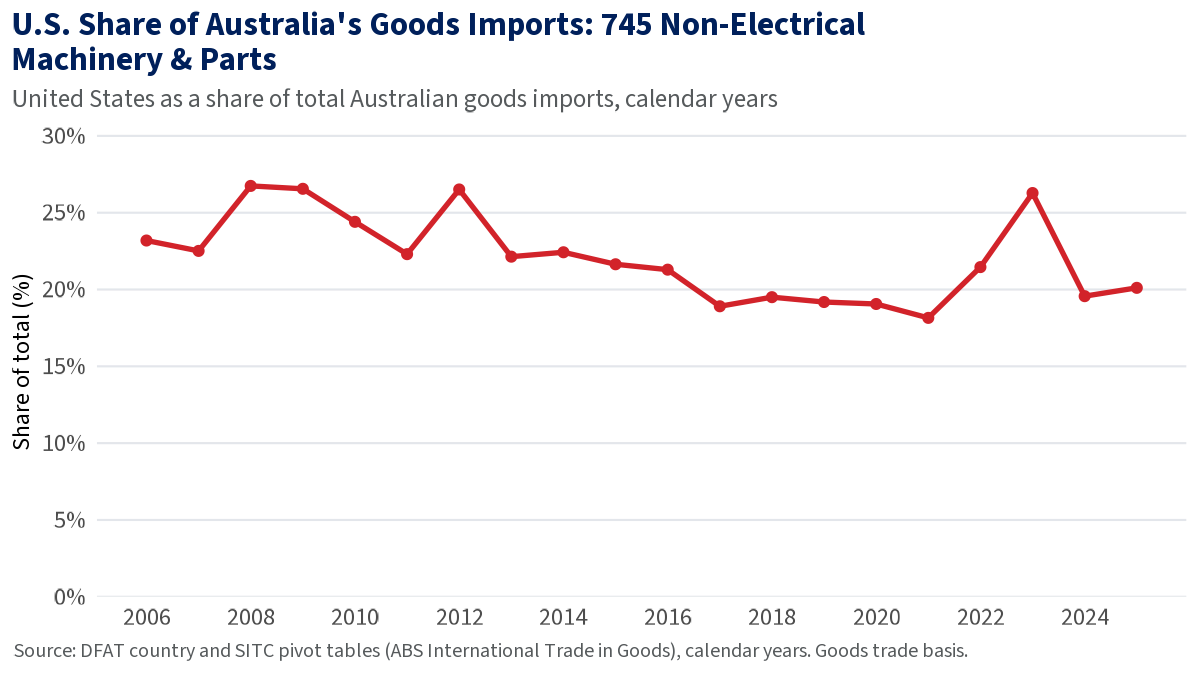 U.S. Share of Australia's Goods Imports: 745 Non-Electrical
Machinery & Parts
United States as a share of total Australian goods imports, calendar years
Share of total (%)
30%
25%
20%
15%
10%
5%
0%
2006 2008 2010 2012 2014 2016 2018 2020 2022 2024
Source: DFAT country and SITC pivot tables (ABS International Trade in Goods), calendar years. Goods trade basis.